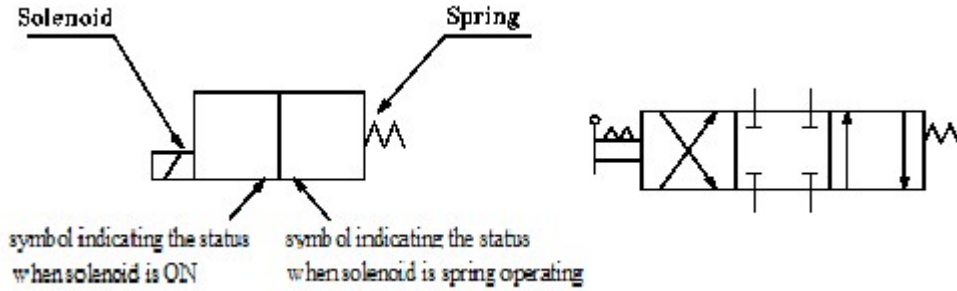 Solenoid
Spring
symbol indicating the status
when solenoid is ON
symbol indicating the status
when solenoid is spring operating